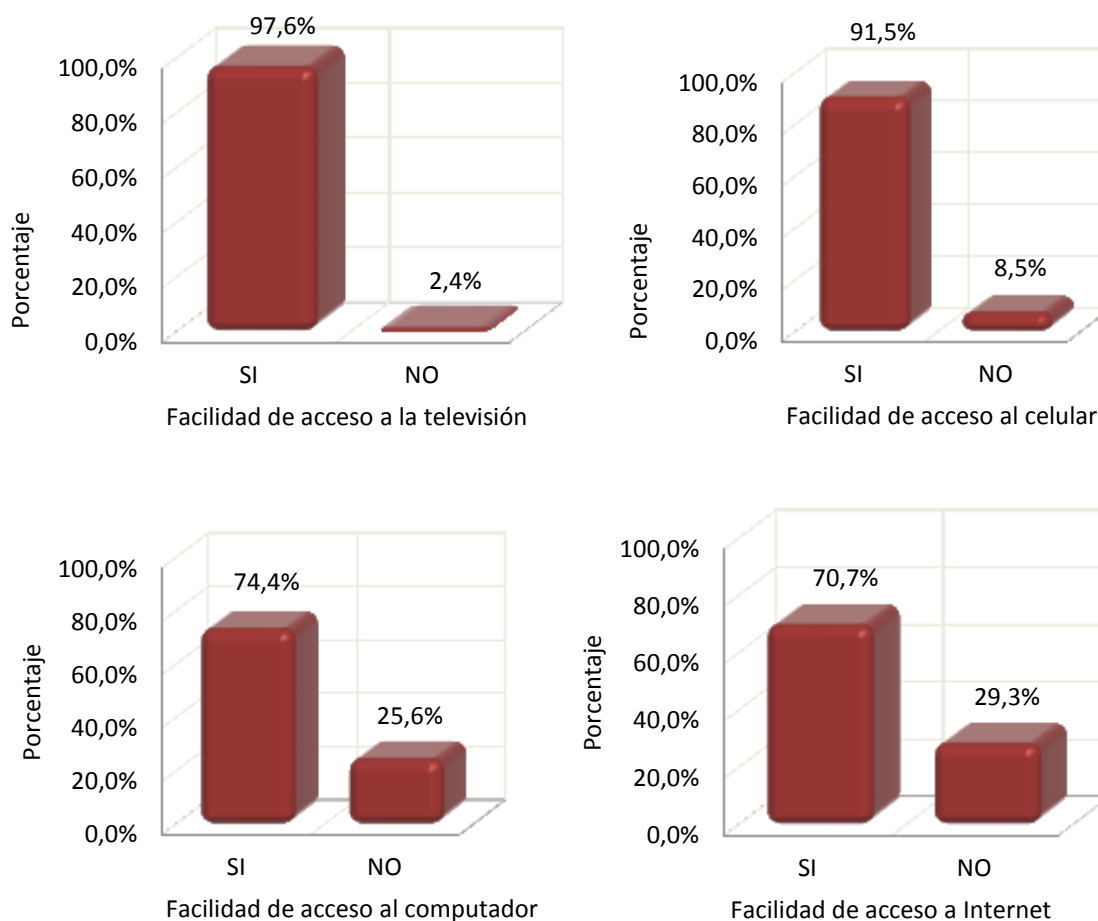 97,6%
100,0%
80,0%
60,0%
40,0%
20,0%
0,0%
Porcentaje
2,4%
SI NO
Facilidad de acceso a la televisión
91,5%
100,0%
80,0%
60,0%
40,0%
20,0%
0,0%
Porcentaje
8,5%
SI NO
Facilidad de acceso al celular
100,0%
80,0%
60,0%
40,0%
20,0%
0,0%
Porcentaje
74,4%
25,6%
SI NO
Facilidad de acceso al computador
100,0%
80,0%
60,0%
40,0%
20,0%
0,0%
Porcentaje
70,7%
29,3%
SI NO
Facilidad de acceso a Internet